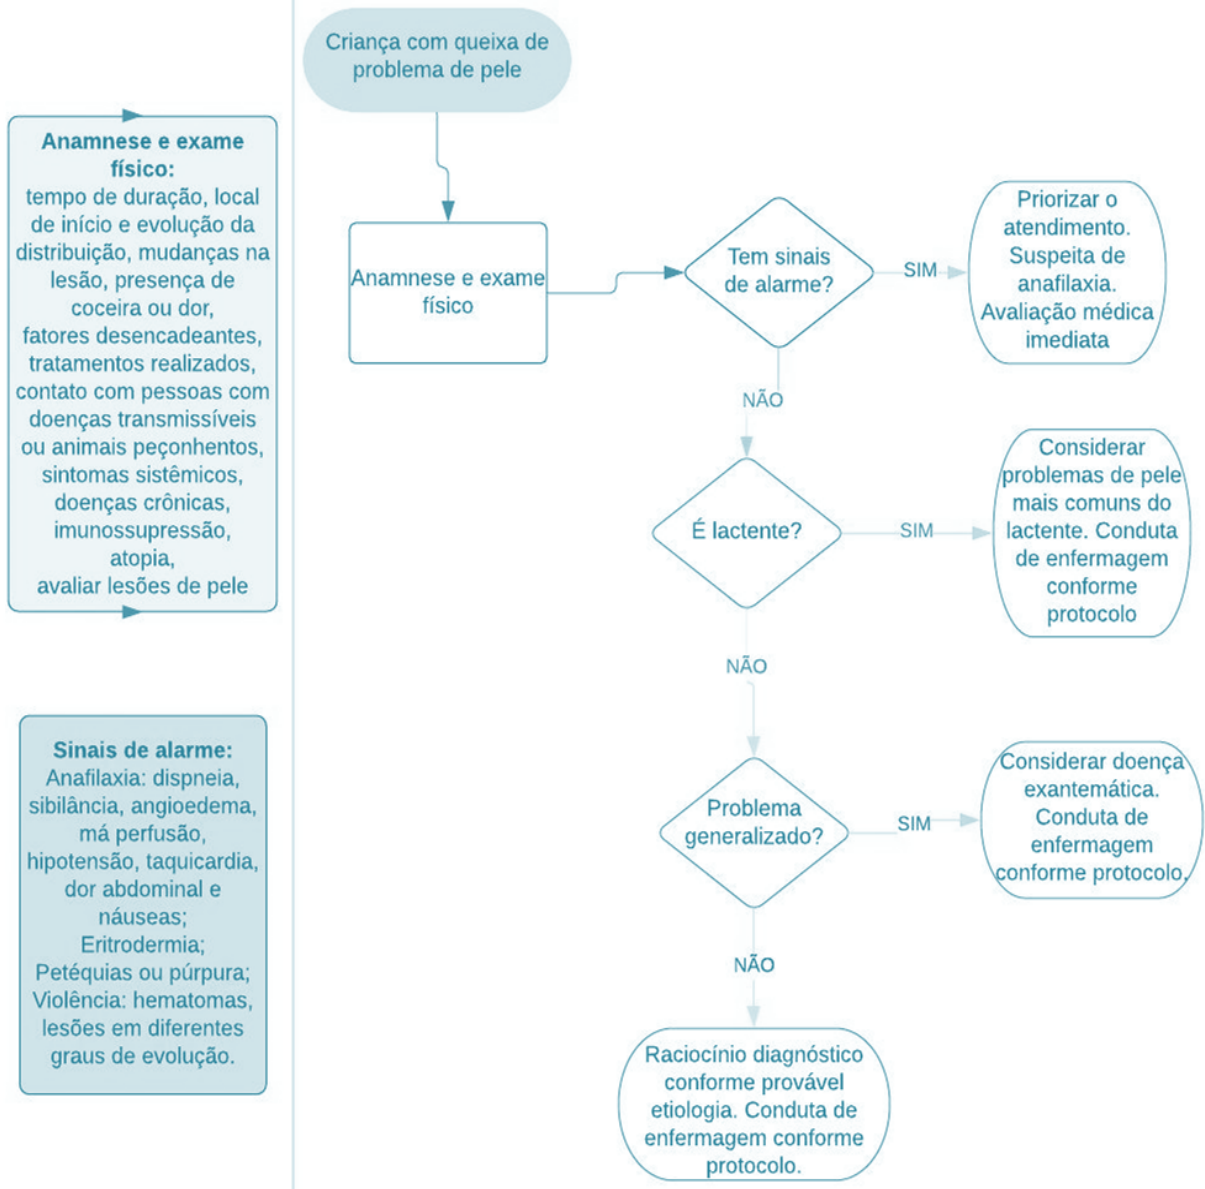 Criança com queixa de
problema de pele
Anamnese e exame
físico:
tempo de duração, local
de início e evolução da
distribuição, mudanças na
lesão, presença de
coceira ou dor,
fatores desencadeantes,
tratamentos realizados,
contato com pessoas com
doenças transmissíveis
ou animais peçonhentos,
sintomas sistêmicos,
doenças crônicas,
imunossupressão,
atopia,
avaliar lesões de pele
Sinais de alarme:
Anafilaxia: dispneia,
sibilância, angioedema,
má perfusão,
hipotensão, taquicardia,
dor abdominal e
náuseas;
Eritrodermia;
Petéquias ou púrpura;
Violência: hematomas,
lesões em diferentes
graus de evolução.
Anamnese e exame
físico
Tem sinais
de alarme?
SIM
Priorizar o
atendimento.
Suspeita de
anafilaxia.
Avaliação médica
imediata
NÃO
É lactente?
SIM
Considerar
problemas de pele
mais comuns do
lactente. Conduta
de enfermagem
conforme
protocolo
NÃO
Problema
generalizado?
SIM
Considerar doença
exantemática.
Conduta de
enfermagem
conforme protocolo.
NÃO
Raciocínio diagnóstico
conforme provável
etiologia. Conduta de
enfermagem conforme
protocolo.